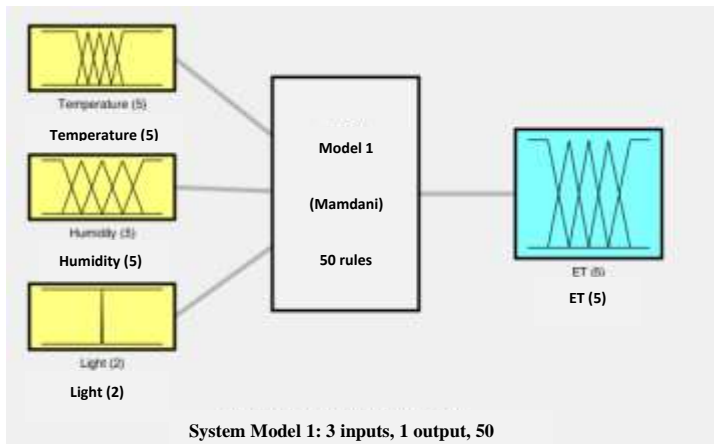 Temperature (5)
Temperature (5)
Humidity (5)
Humidity (5)
Light (2)
Light (2)
Model 1
(Mamdani)
50 rules
ET (5)
ET (5)
System Model 1: 3 inputs, 1 output, 50